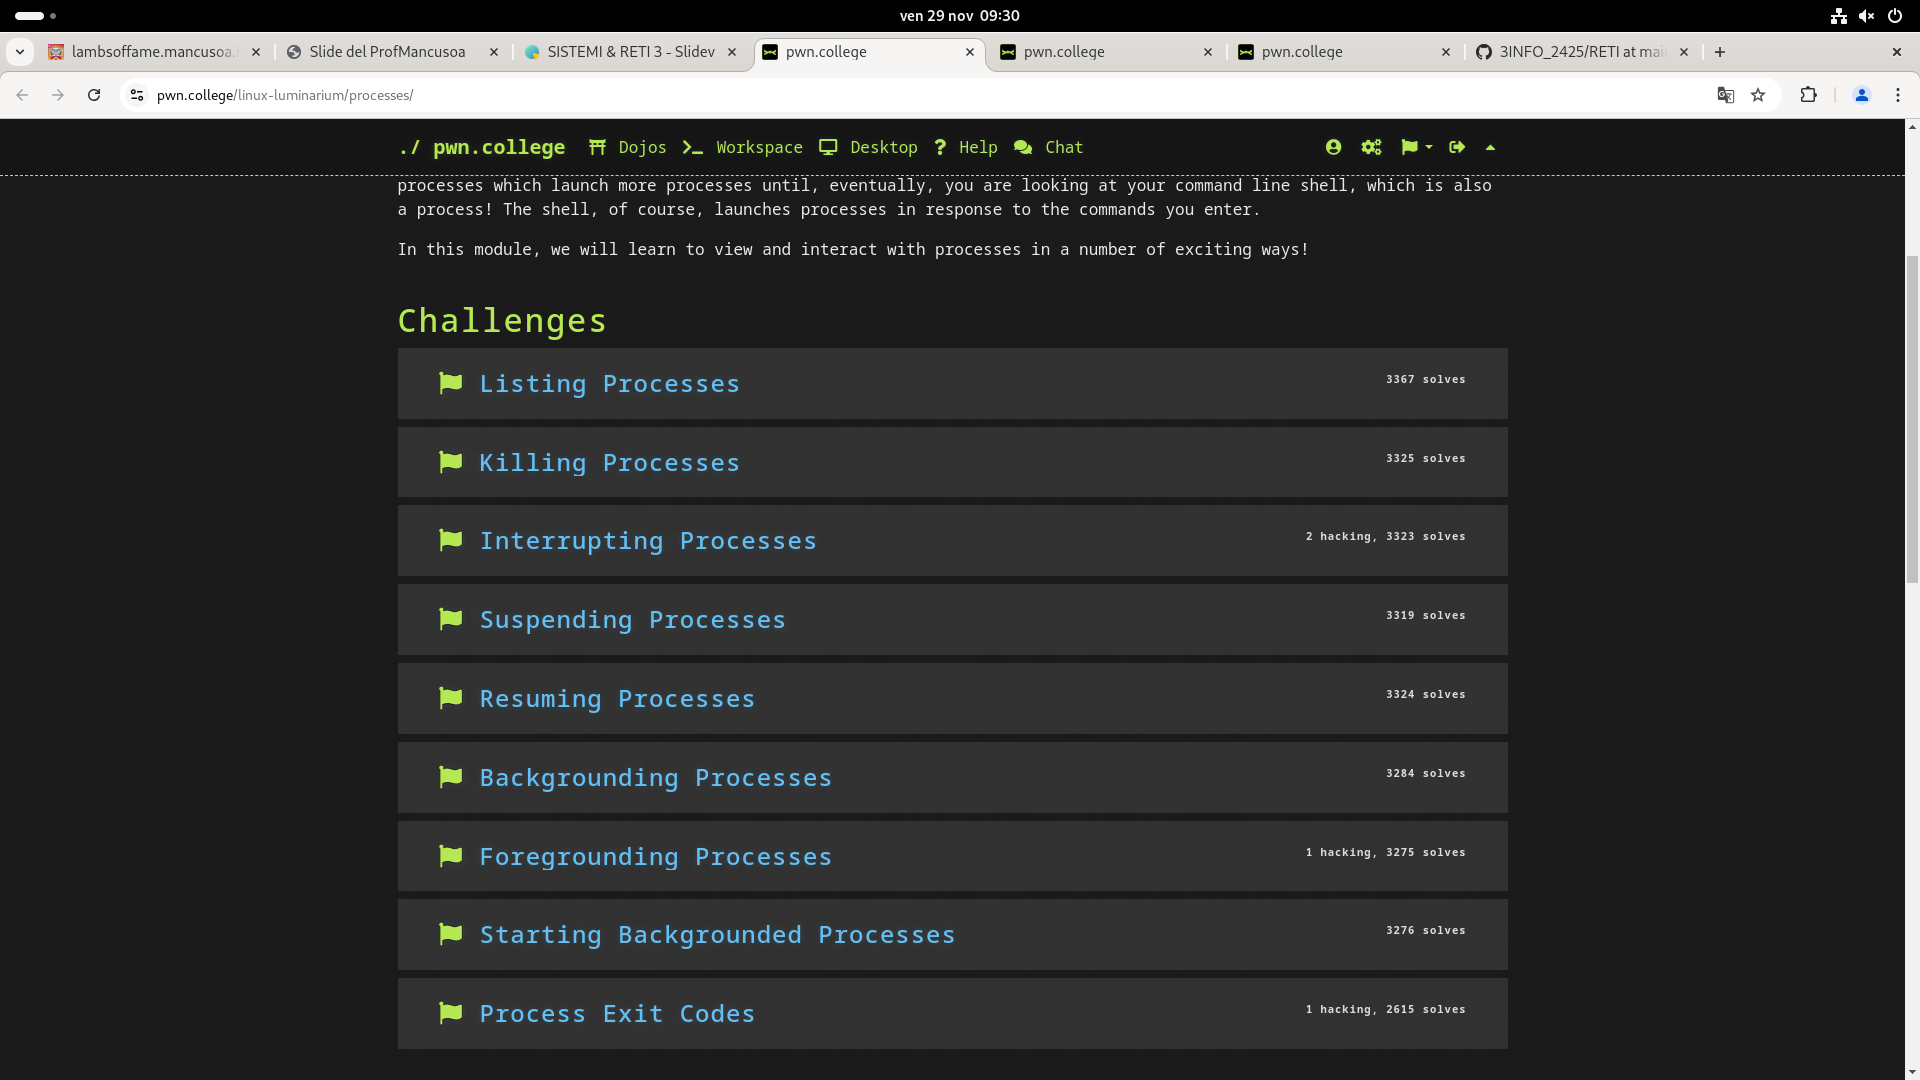 ven 29 nov 09:30
lambsoffame.mancusoa.
Slide del ProfMancusoa
SISTEMI & RETI 3 - Slidev
pwn.college
pwn.college
pwn.college
3INFO_2425/RETI at mai
pwn.college/linux-luminarium/processes/
./ pwn.college Dojos Workspace Desktop Help Chat
processes which launch more processes until, eventually, you are looking at your command line shell, which is also
a process! The shell, of course, launches processes in response to the commands you enter.
In this module, we will learn to view and interact with processes in a number of exciting ways!
Challenges
Listing Processes 3367 solves
Killing Processes 3325 solves
Interrupting Processes 2 hacking, 3323 solves
Suspending Processes 3319 solves
Resuming Processes 3324 solves
Backgrounding Processes 3284 solves
Foregrounding Processes 1 hacking, 3275 solves
Starting Backgrounded Processes 3276 solves
Process Exit Codes 1 hacking, 2615 solves